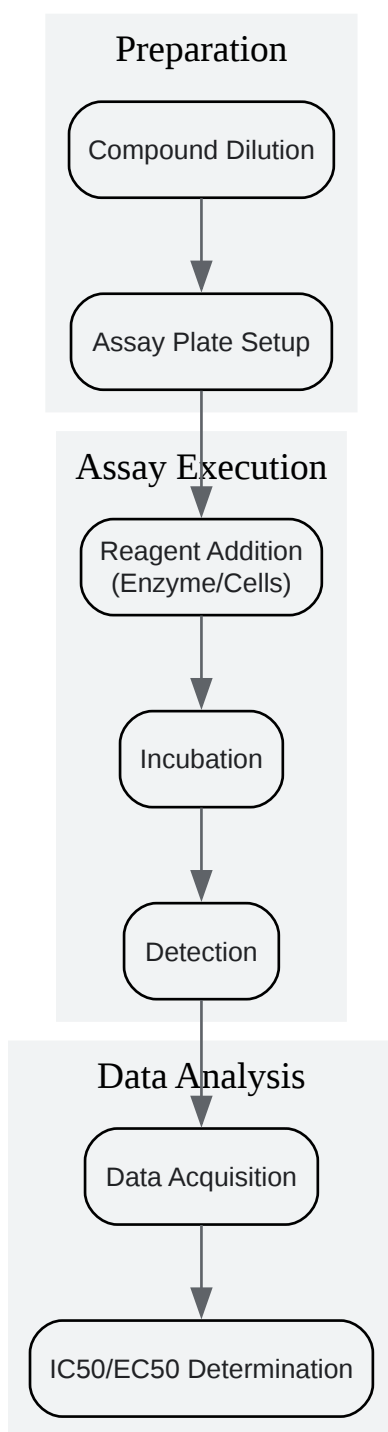 Preparation
Compound Dilution
Assay Plate Setup
Assay Execution
Reagent Addition
(Enzyme/Cells)
Incubation
Detection
Data Analysis
Data Acquisition
IC50/EC50 Determination